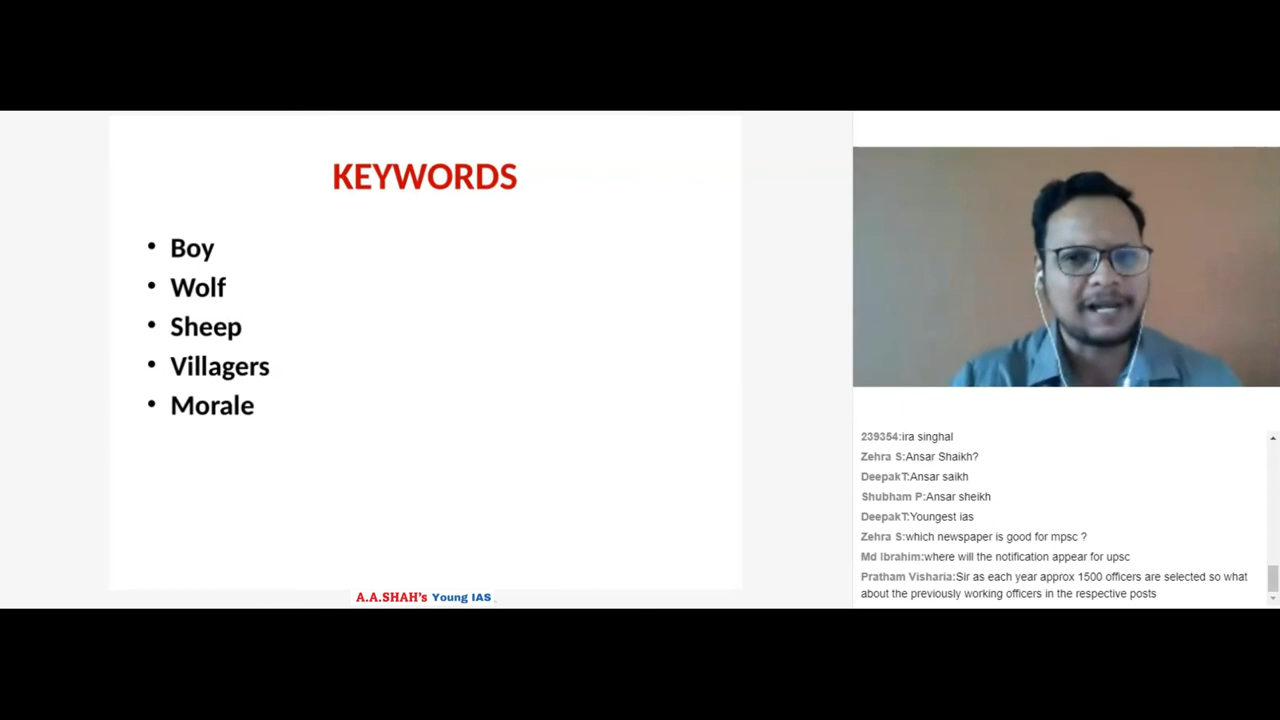 KEYWORDS
• Boy
• Wolf
• Sheep
• Villagers
• Morale
A.A.SHAH's Young IAS
239354:ira singhal
Zehra S:Ansar Shaikh?
DeepakT:Ansar saikh
Shubham P:Ansar sheikh
DeepakT:Youngest ias
Zehra S:which newspaper is good for mpsc ?
Md Ibrahim:where will the notification appear for upsc
Pratham Visharia:Sir as each year approx 1500 officers are selected so what
about the previously working officers in the respective posts